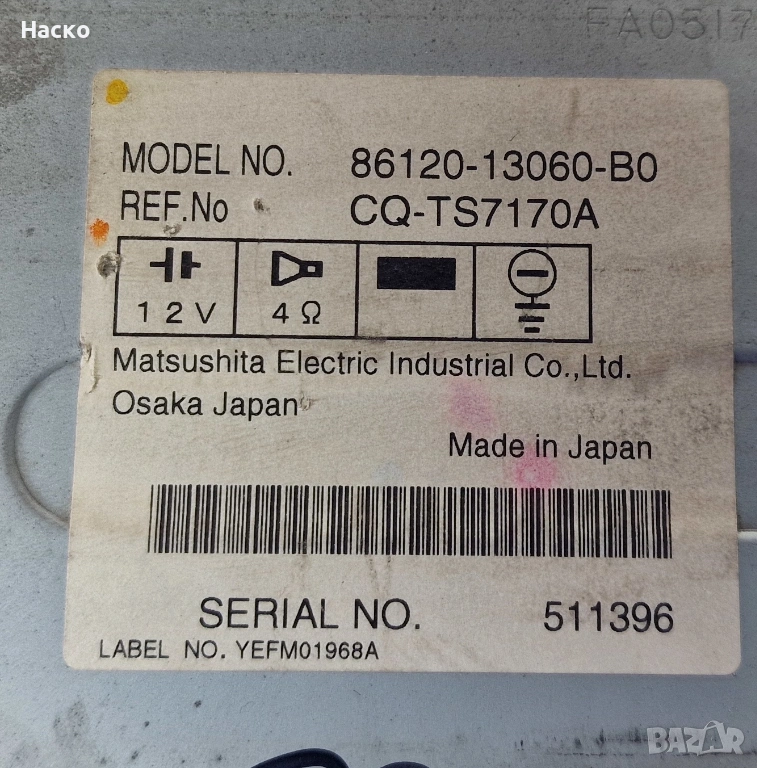 Наско
FA0517
MODEL NO. 86120-13060-B0
REF.No CQ-TS7170A
12V 4Ω
Matsushita Electric Industrial Co.,Ltd.
Osaka Japan
Made in Japan
SERIAL NO. 511396
LABEL NO. YEFM01968A
BAZAR